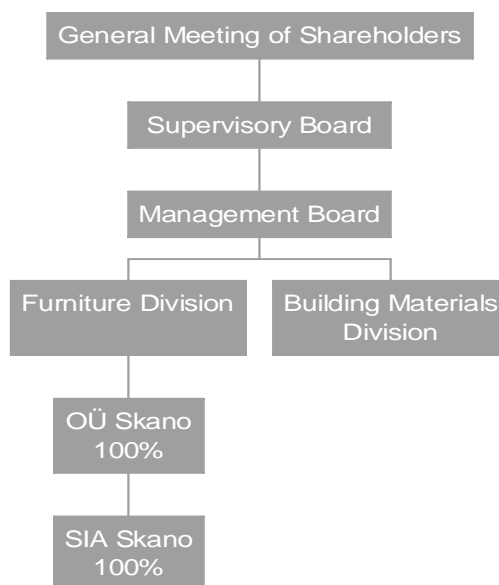 General Meeting of Shareholders
Supervisory Board
Management Board
Furniture Division
Building Materials
Division
OÜ Skano
100%
SIA Skano
100%